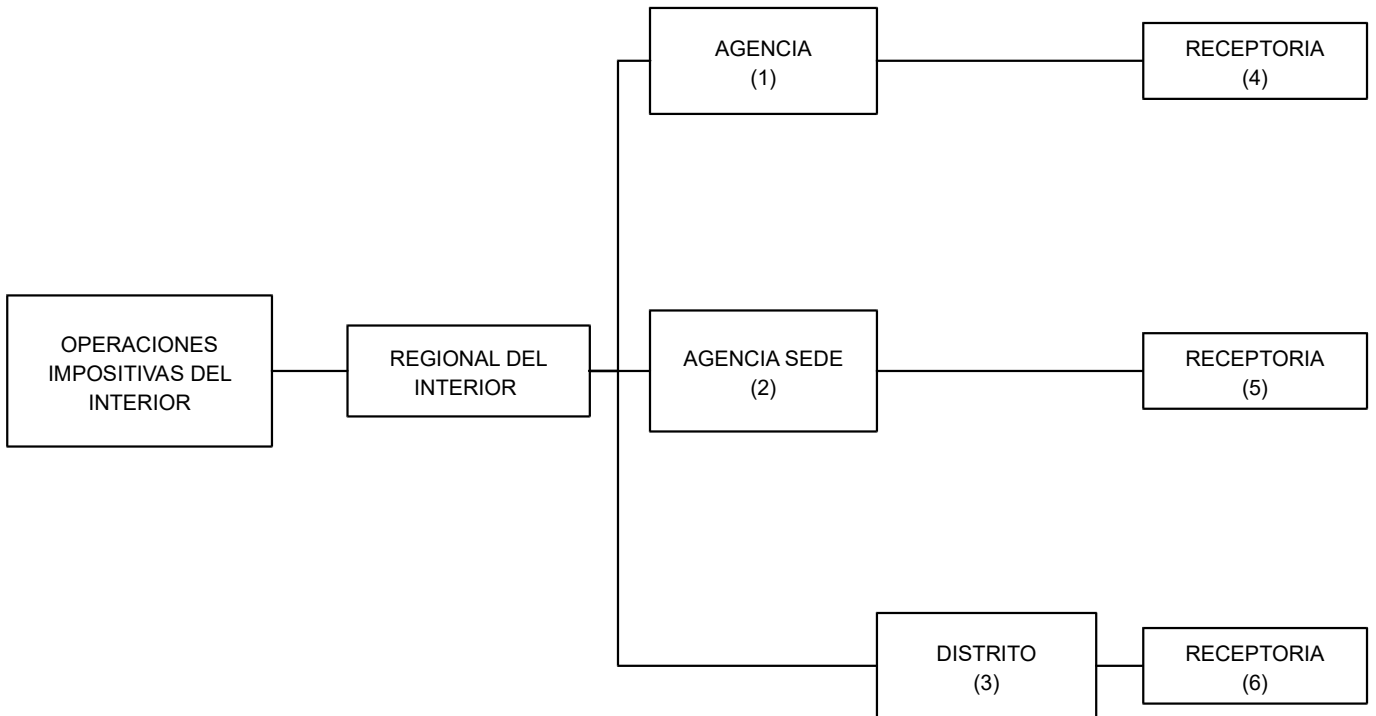 AGENCIA
(1)
RECEPTORIA
(4)
OPERACIONES
IMPOSITIVAS DEL
INTERIOR
REGIONAL DEL
INTERIOR
AGENCIA SEDE
(2)
RECEPTORIA
(5)
DISTRITO
(3)
RECEPTORIA
(6)